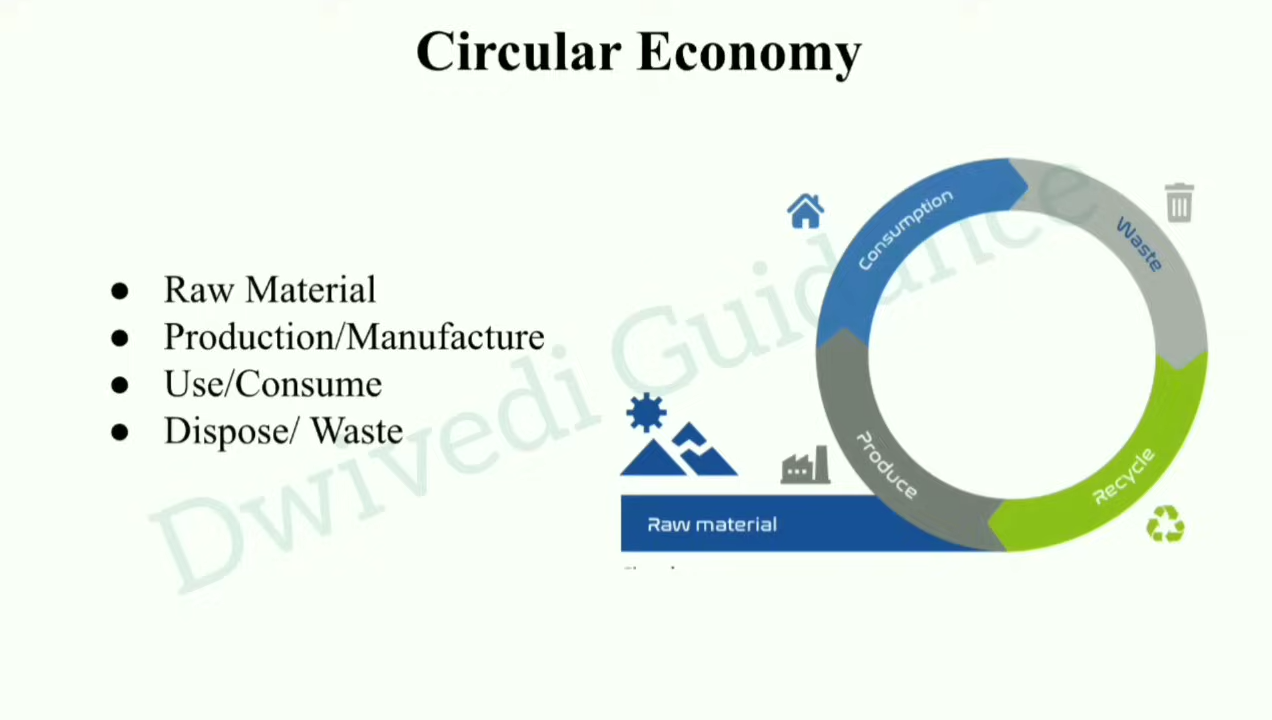 Circular Economy
● Raw Material
● Production/Manufacture
● Use/Consume
● Dispose/ Waste
Consumption
Waste
Produce
Recycle
Raw material
Dwivedi Guidance